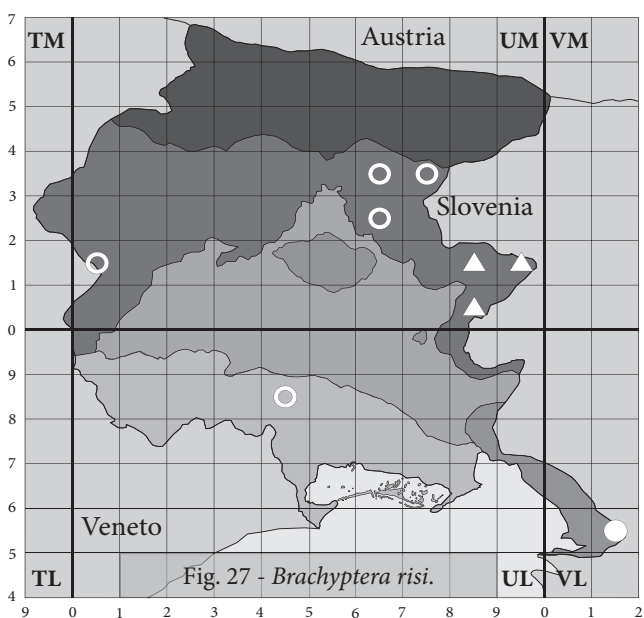 7
TM Austria UM VM
6
5
4
3
Slovenia
2
1
0
9
8
7
6
Veneto
5
TL Fig. 27 - Brachyptera risi. UL VL
4
9 0 1 2 3 4 5 6 7 8 9 0 1 2